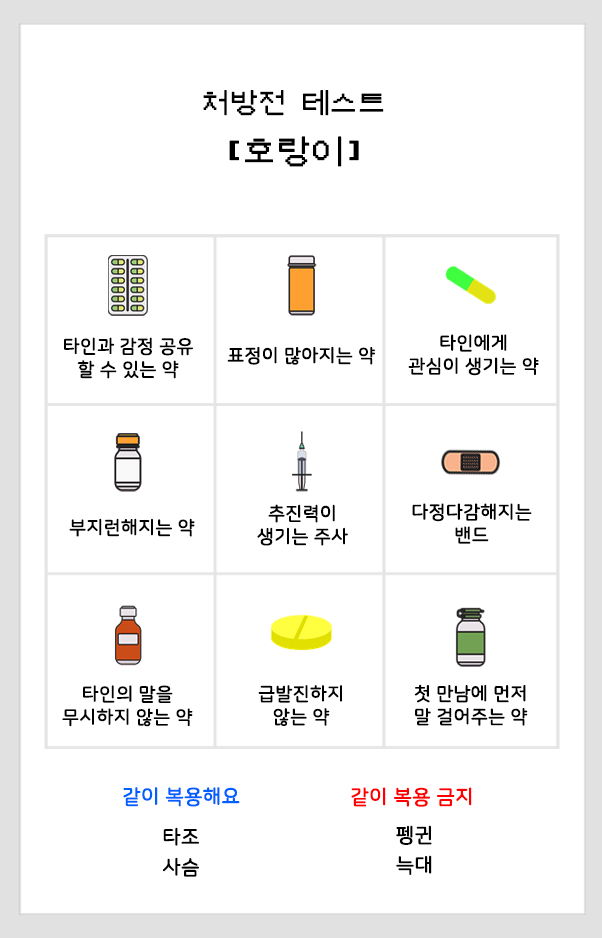 처방전 테스트
[호랑이]
타인과 감정 공유
할 수 있는 약
표정이 많아지는 약
타인에게
관심이 생기는 약
부지런해지는 약
추진력이
생기는 주사
다정다감해지는
밴드
타인의 말을
무시하지 않는 약
급발진하지
않는 약
첫 만남에 먼저
말 걸어주는 약
같이 복용해요
타조
사슴
같이 복용 금지
펭귄
늑대